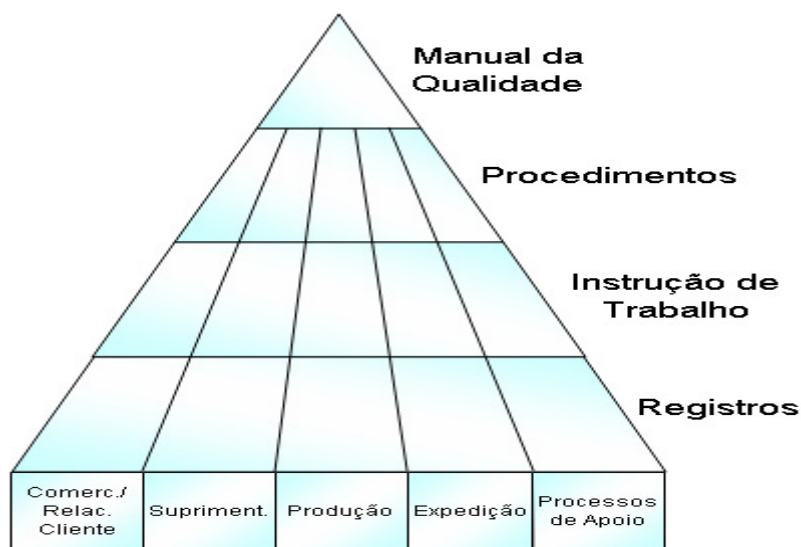 Manual da
Qualidade
Procedimentos
Instrução de
Trabalho
Registros
Comerc./
Relac.
Cliente
Supriment.
Produção
Expedição
Processos
de Apoio